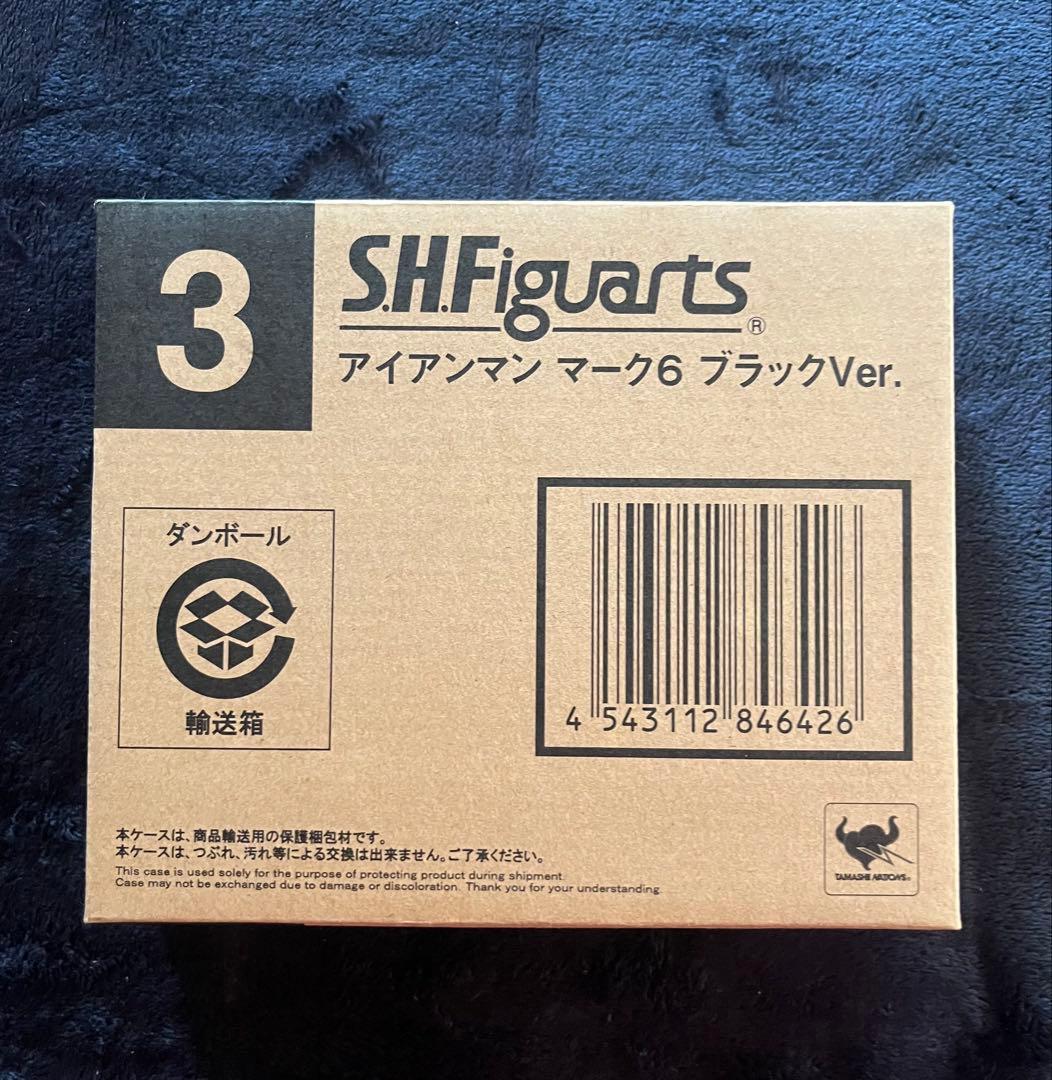 3
S.H.Figuarts®
アイアンマン マーク6 ブラックVer.
ダンボール
輸送箱
4 543112 846426
本ケースは、商品輸送用の保護梱包材です。
本ケースは、つぶれ、汚れ等による交換は出来ません。ご了承ください。
This case is used solely for the purpose of protecting product during shipment.
Case may not be exchanged due to damage or discoloration. Thank you for your understanding.
TAMASHII NATIONS®